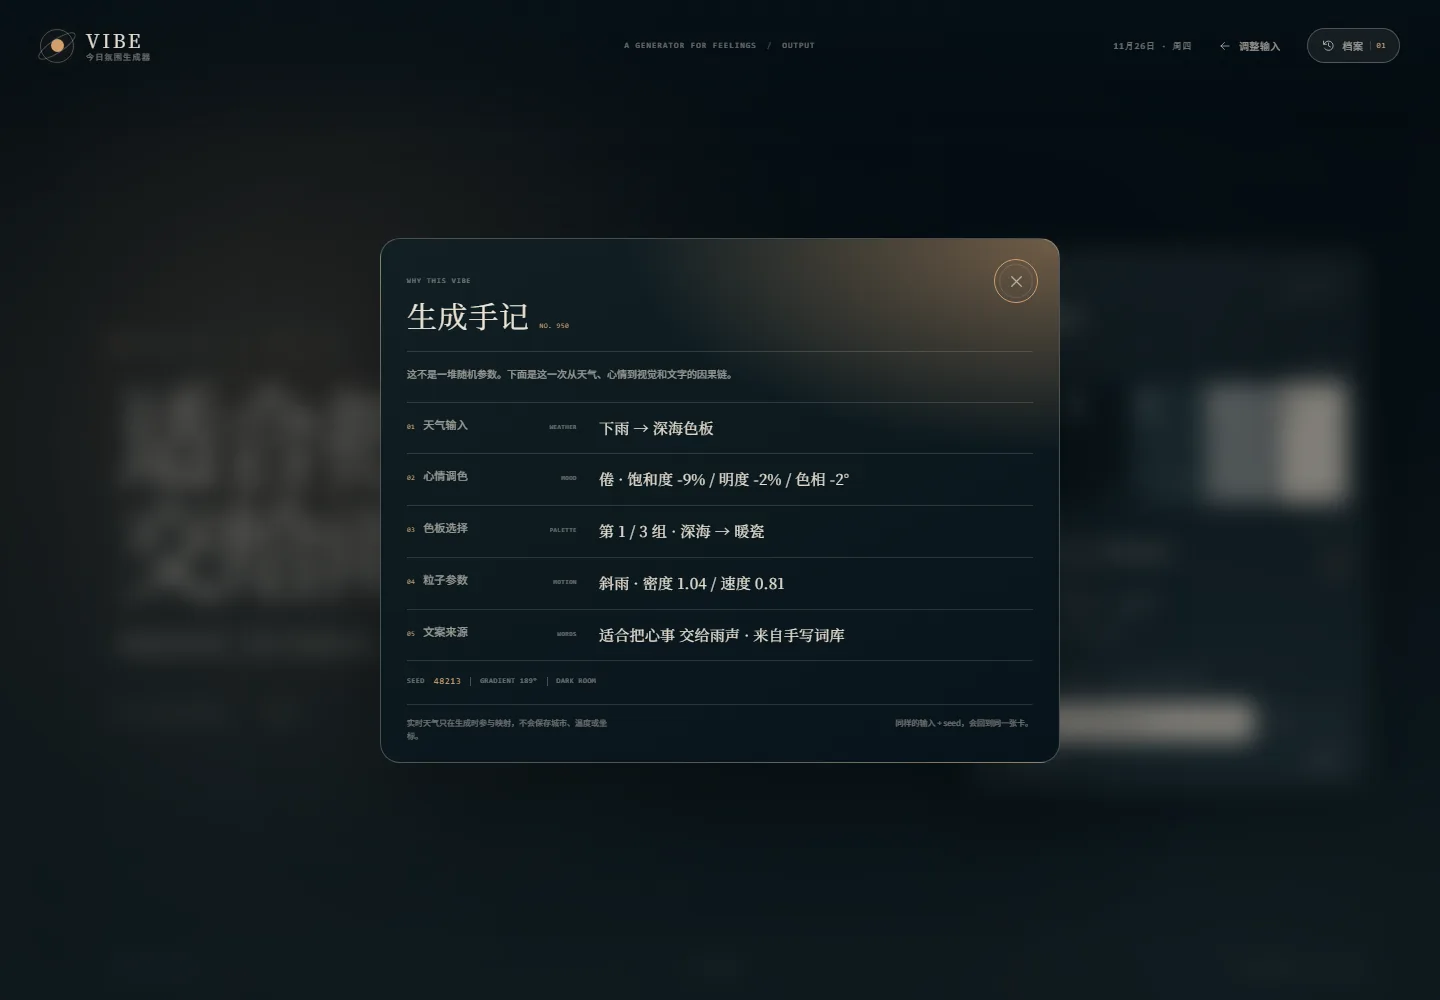 VIBE
今日氛围生成器
A GENERATOR FOR FEELINGS / OUTPUT
11月26日 · 周四
← 调整输入
档案 | 01
WHY THIS VIBE
生成手记 NO. 950
这不是一堆随机参数。下面是这一次从天气、心情到视觉和文字的因果链。
01 天气输入 WEATHER 下雨 → 深海色板
02 心情调色 MOOD 倦 · 饱和度 -9% / 明度 -2% / 色相 -2°
03 色板选择 PALETTE 第 1 / 3 组 · 深海 → 暖瓷
04 粒子参数 MOTION 斜雨 · 密度 1.04 / 速度 0.81
05 文案来源 WORDS 适合把心事 交给雨声 · 来自手写词库
SEED 48213 | GRADIENT 189° | DARK ROOM
实时天气只在生成时参与映射，不会保存城市、温度或坐
标。
同样的输入 + seed，会回到同一张卡。
适合
交给